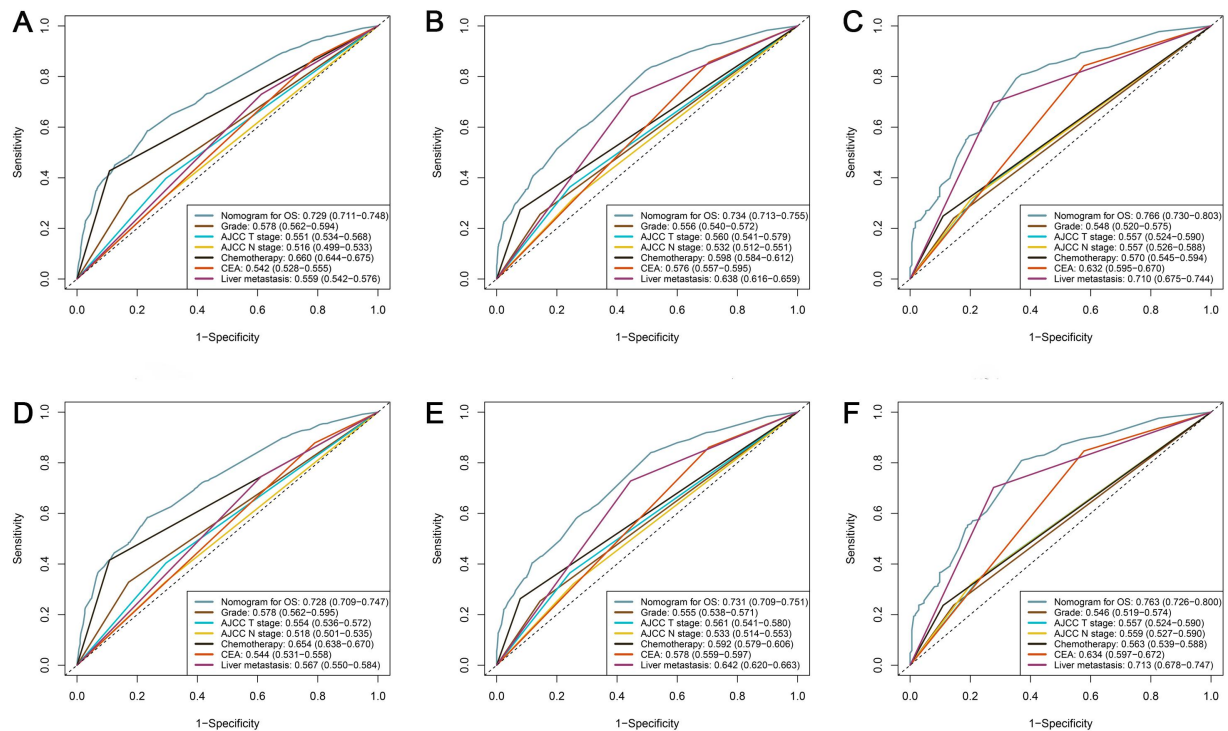 A
1.0
0.8
0.6
0.4
0.2
0.0
Sensitivity
Nomogram for OS: 0.729 (0.711−0.748)
Grade: 0.578 (0.562−0.594)
AJCC T stage: 0.551 (0.534−0.568)
AJCC N stage: 0.516 (0.499−0.533)
Chemotherapy: 0.660 (0.644−0.675)
CEA: 0.542 (0.528−0.555)
Liver metastasis: 0.559 (0.542−0.576)
0.0 0.2 0.4 0.6 0.8 1.0
1−Specificity
B
1.0
0.8
0.6
0.4
0.2
0.0
Sensitivity
Nomogram for OS: 0.734 (0.713−0.755)
Grade: 0.556 (0.540−0.572)
AJCC T stage: 0.560 (0.541−0.579)
AJCC N stage: 0.532 (0.512−0.551)
Chemotherapy: 0.598 (0.584−0.612)
CEA: 0.576 (0.557−0.595)
Liver metastasis: 0.638 (0.616−0.659)
0.0 0.2 0.4 0.6 0.8 1.0
1−Specificity
C
1.0
0.8
0.6
0.4
0.2
0.0
Sensitivity
Nomogram for OS: 0.766 (0.730−0.803)
Grade: 0.548 (0.520−0.575)
AJCC T stage: 0.557 (0.524−0.590)
AJCC N stage: 0.557 (0.526−0.588)
Chemotherapy: 0.570 (0.545−0.594)
CEA: 0.632 (0.595−0.670)
Liver metastasis: 0.710 (0.675−0.744)
0.0 0.2 0.4 0.6 0.8 1.0
1−Specificity
D
1.0
0.8
0.6
0.4
0.2
0.0
Sensitivity
Nomogram for OS: 0.728 (0.709−0.747)
Grade: 0.578 (0.562−0.595)
AJCC T stage: 0.554 (0.536−0.572)
AJCC N stage: 0.518 (0.501−0.535)
Chemotherapy: 0.654 (0.638−0.670)
CEA: 0.544 (0.531−0.558)
Liver metastasis: 0.567 (0.550−0.584)
0.0 0.2 0.4 0.6 0.8 1.0
1−Specificity
E
1.0
0.8
0.6
0.4
0.2
0.0
Sensitivity
Nomogram for OS: 0.731 (0.709−0.751)
Grade: 0.555 (0.538−0.571)
AJCC T stage: 0.561 (0.541−0.580)
AJCC N stage: 0.533 (0.514−0.553)
Chemotherapy: 0.592 (0.579−0.606)
CEA: 0.578 (0.559−0.597)
Liver metastasis: 0.642 (0.620−0.663)
0.0 0.2 0.4 0.6 0.8 1.0
1−Specificity
F
1.0
0.8
0.6
0.4
0.2
0.0
Sensitivity
Nomogram for OS: 0.763 (0.726−0.800)
Grade: 0.546 (0.519−0.574)
AJCC T stage: 0.557 (0.524−0.590)
AJCC N stage: 0.559 (0.527−0.590)
Chemotherapy: 0.563 (0.539−0.588)
CEA: 0.634 (0.597−0.672)
Liver metastasis: 0.713 (0.678−0.747)
0.0 0.2 0.4 0.6 0.8 1.0
1−Specificity